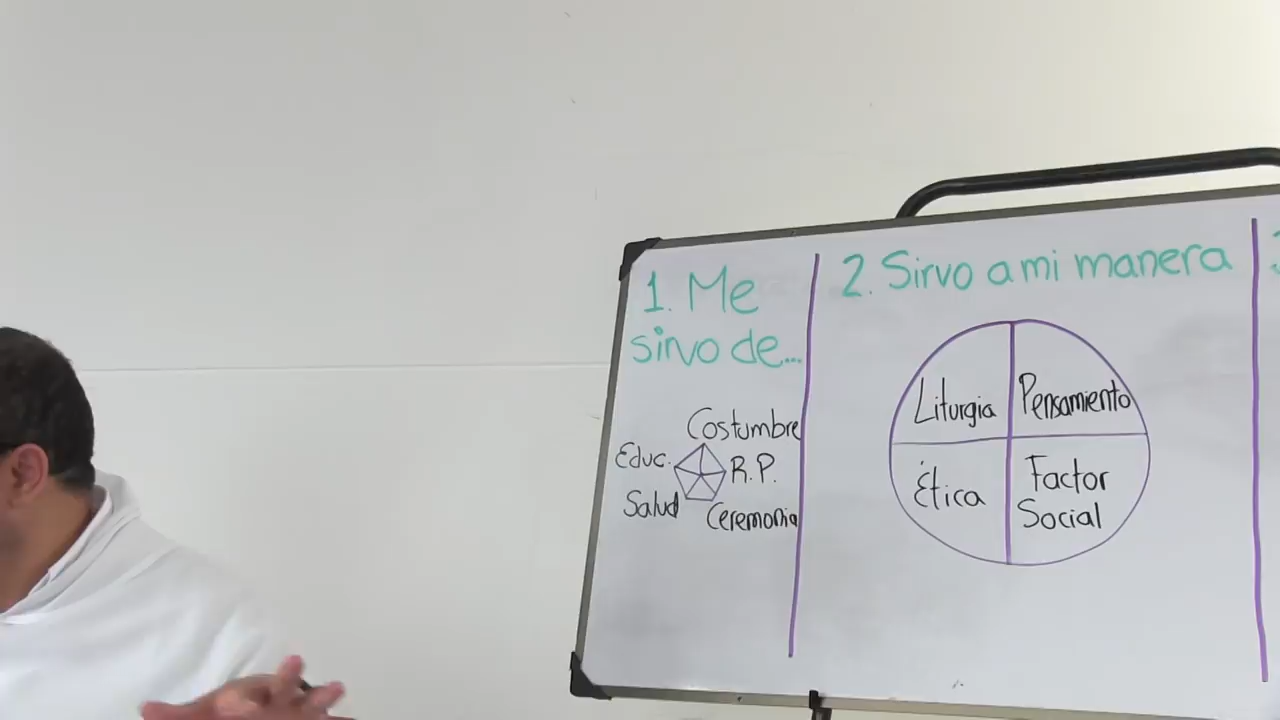 1. Me
sirvo de...
Costumbre
Educ.
R.P.
Salud
Ceremonia
2. Sirvo a mi manera
Liturgia
Pensamiento
Ética
Factor
Social